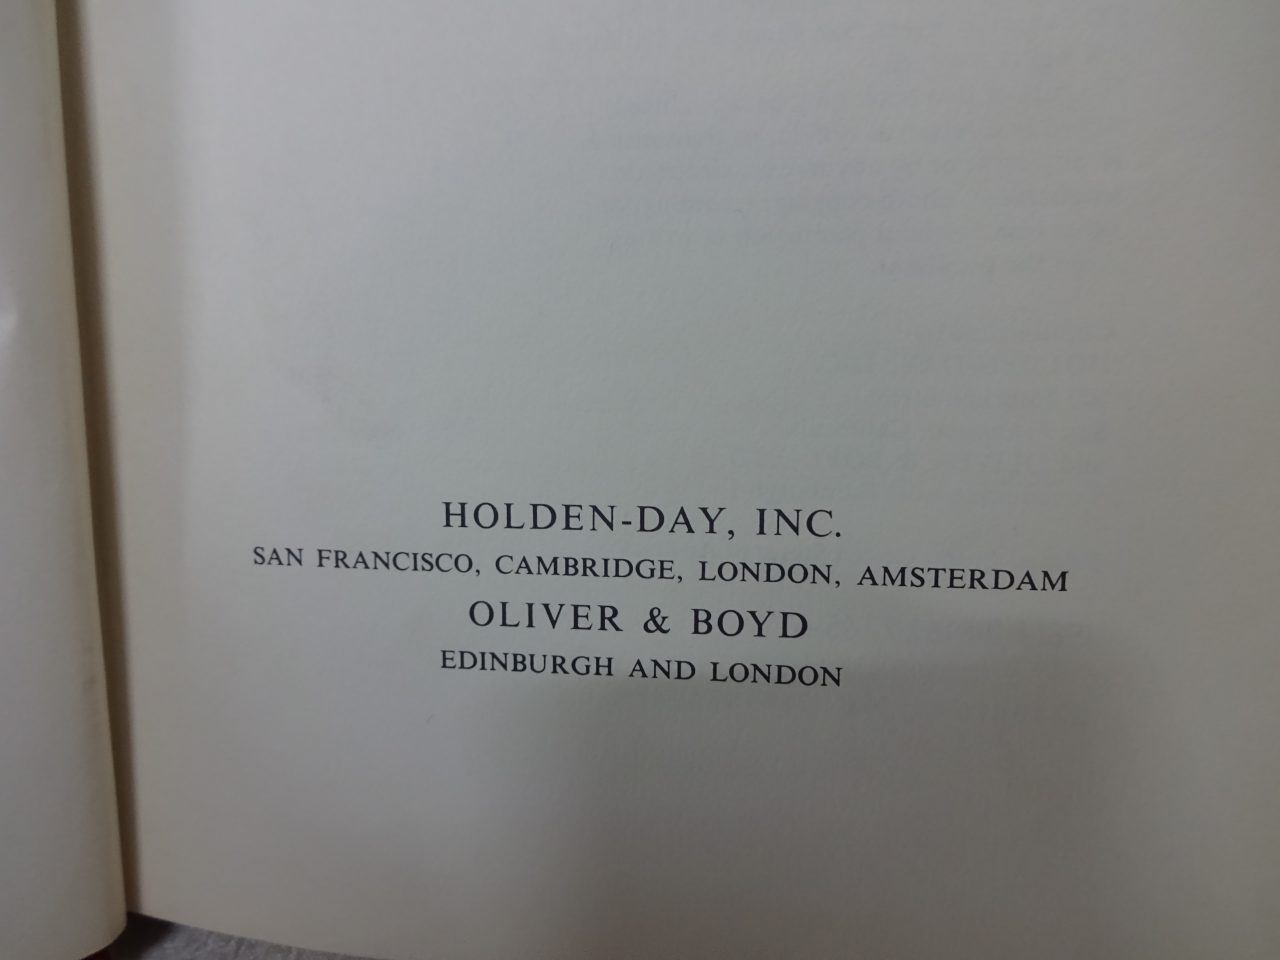 HOLDEN-DAY, INC.
SAN FRANCISCO, CAMBRIDGE, LONDON, AMSTERDAM
OLIVER & BOYD
EDINBURGH AND LONDON